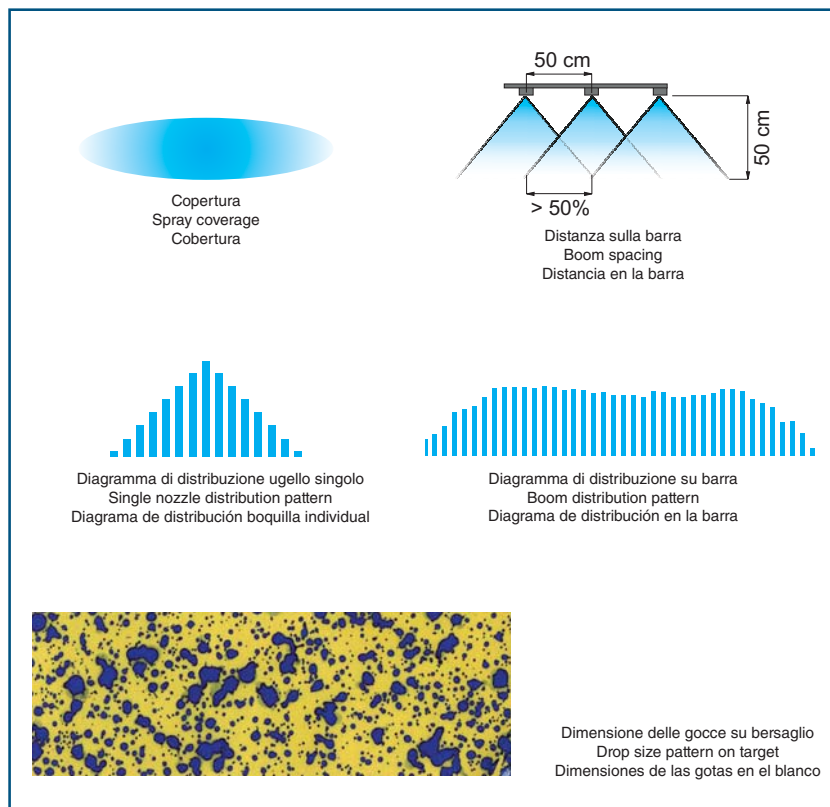 50 cm
50 cm
> 50%
Copertura
Spray coverage
Cobertura
Distanza sulla barra
Boom spacing
Distancia en la barra
Diagramma di distribuzione ugello singolo
Single nozzle distribution pattern
Diagrama de distribución boquilla individual
Diagramma di distribuzione su barra
Boom distribution pattern
Diagrama de distribución en la barra
Dimensione delle gocce su bersaglio
Drop size pattern on target
Dimensiones de las gotas en el blanco